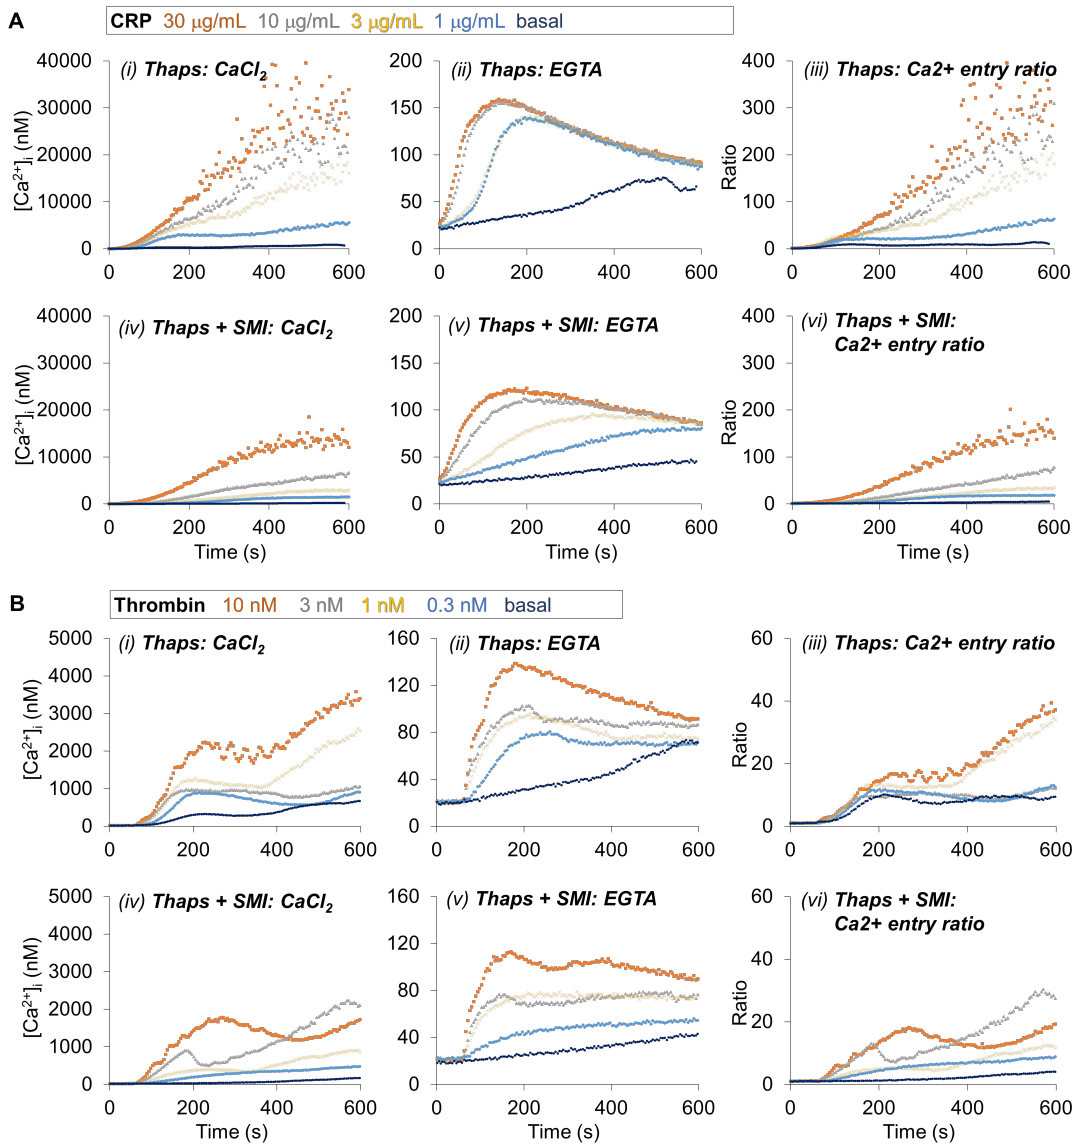 A
CRP 30 µg/mL 10 µg/mL 3 µg/mL 1 µg/mL basal
(i) Thaps: CaCl2
[Ca2+]i (nM)
40000
30000
20000
10000
0
0 200 400 600
(ii) Thaps: EGTA
200
150
100
50
0
0 200 400 600
(iii) Thaps: Ca2+ entry ratio
Ratio
400
300
200
100
0
0 200 400 600
(iv) Thaps + SMI: CaCl2
[Ca2+]i (nM)
40000
30000
20000
10000
0
0 200 400 600
Time (s)
(v) Thaps + SMI: EGTA
200
150
100
50
0
0 200 400 600
Time (s)
(vi) Thaps + SMI:
Ca2+ entry ratio
Ratio
400
300
200
100
0
0 200 400 600
Time (s)
B
Thrombin 10 nM 3 nM 1 nM 0.3 nM basal
(i) Thaps: CaCl2
[Ca2+]i (nM)
5000
4000
3000
2000
1000
0
0 200 400 600
(ii) Thaps: EGTA
160
120
80
40
0
0 200 400 600
(iii) Thaps: Ca2+ entry ratio
Ratio
60
40
20
0
0 200 400 600
(iv) Thaps + SMI: CaCl2
[Ca2+]i (nM)
5000
4000
3000
2000
1000
0
0 200 400 600
Time (s)
(v) Thaps + SMI: EGTA
160
120
80
40
0
0 200 400 600
Time (s)
(vi) Thaps + SMI:
Ca2+ entry ratio
Ratio
60
40
20
0
0 200 400 600
Time (s)